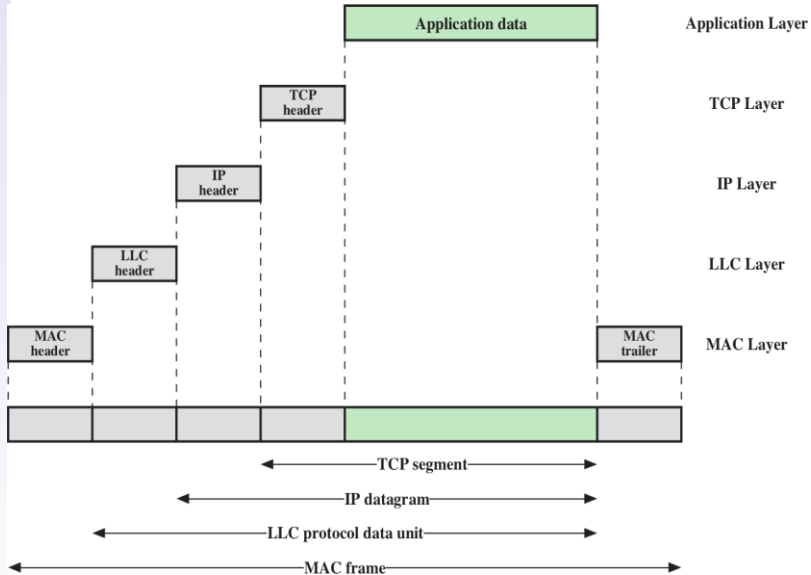 Application data
Application Layer
TCP
header
TCP Layer
IP
header
IP Layer
LLC
header
LLC Layer
MAC
header
MAC
trailer
MAC Layer
TCP segment
IP datagram
LLC protocol data unit
MAC frame